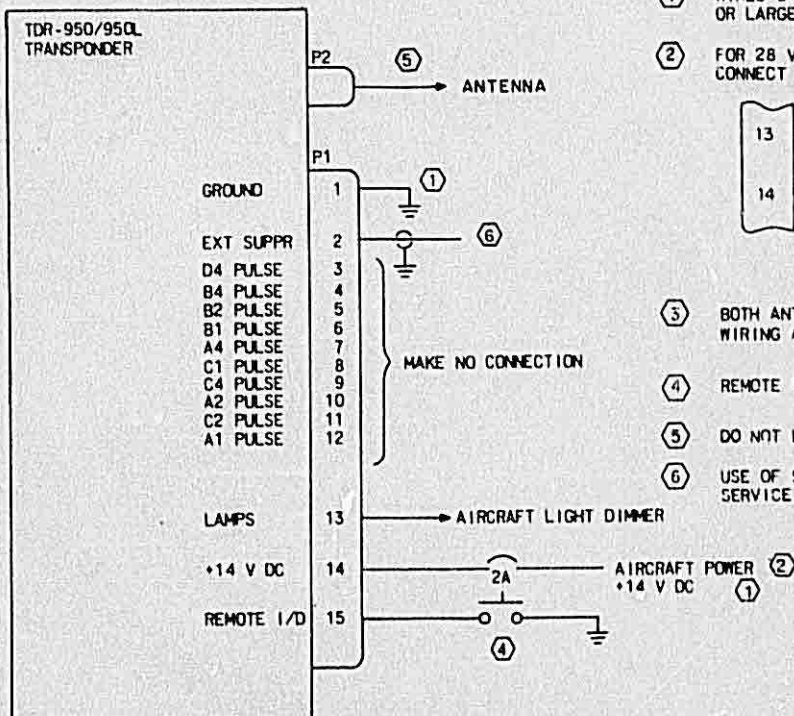 TDR-950/950L
TRANSPONDER
P2
5
ANTENNA
P1
GROUND 1
1
EXT SUPPR 2
6
D4 PULSE 3
B4 PULSE 4
B2 PULSE 5
B1 PULSE 6
A4 PULSE 7
C1 PULSE 8
C4 PULSE 9
A2 PULSE 10
C2 PULSE 11
A1 PULSE 12
MAKE NO CONNECTION
LAMPS 13
AIRCRAFT LIGHT DIMMER
+14 V DC 14
2A
AIRCRAFT POWER 2
+14 V DC 1
REMOTE I/D 15
4
OR LARGE
2 FOR 28 V
CONNECT
13
14
3 BOTH ANT
WIRING
4 REMOTE
5 DO NOT
6 USE OF
SERVICE